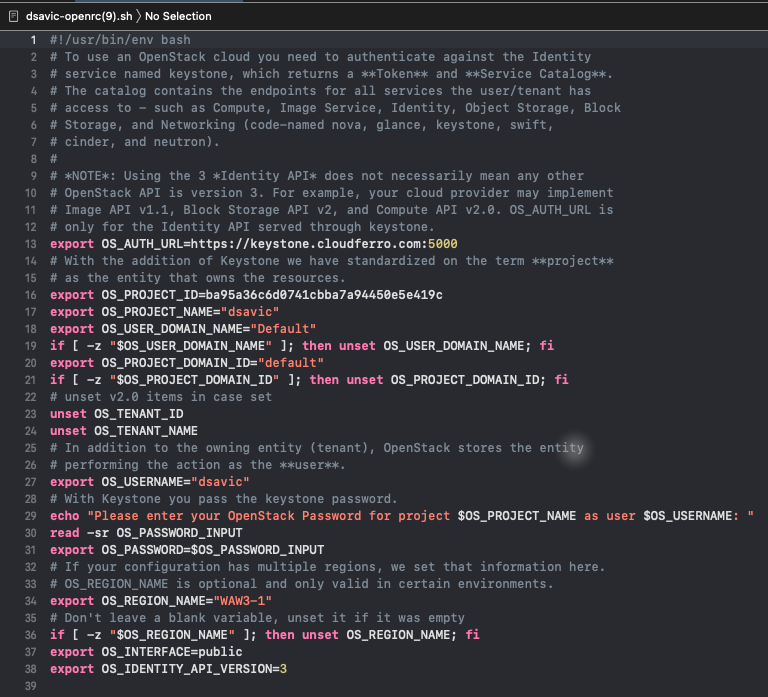 dsavic-openrc(9).sh 〉 No Selection
1 #!/usr/bin/env bash
2 # To use an OpenStack cloud you need to authenticate against the Identity
3 # service named keystone, which returns a **Token** and **Service Catalog**.
4 # The catalog contains the endpoints for all services the user/tenant has
5 # access to – such as Compute, Image Service, Identity, Object Storage, Block
6 # Storage, and Networking (code-named nova, glance, keystone, swift,
7 # cinder, and neutron).
8 #
9 # *NOTE*: Using the 3 *Identity API* does not necessarily mean any other
10 # OpenStack API is version 3. For example, your cloud provider may implement
11 # Image API v1.1, Block Storage API v2, and Compute API v2.0. OS_AUTH_URL is
12 # only for the Identity API served through keystone.
13 export OS_AUTH_URL=https://keystone.cloudferro.com:5000
14 # With the addition of Keystone we have standardized on the term **project**
15 # as the entity that owns the resources.
16 export OS_PROJECT_ID=ba95a36c6d0741cbba7a94450e5e419c
17 export OS_PROJECT_NAME="dsavic"
18 export OS_USER_DOMAIN_NAME="Default"
19 if [ -z "$OS_USER_DOMAIN_NAME" ]; then unset OS_USER_DOMAIN_NAME; fi
20 export OS_PROJECT_DOMAIN_ID="default"
21 if [ -z "$OS_PROJECT_DOMAIN_ID" ]; then unset OS_PROJECT_DOMAIN_ID; fi
22 # unset v2.0 items in case set
23 unset OS_TENANT_ID
24 unset OS_TENANT_NAME
25 # In addition to the owning entity (tenant), OpenStack stores the entity
26 # performing the action as the **user**.
27 export OS_USERNAME="dsavic"
28 # With Keystone you pass the keystone password.
29 echo "Please enter your OpenStack Password for project $OS_PROJECT_NAME as user $OS_USERNAME: "
30 read -sr OS_PASSWORD_INPUT
31 export OS_PASSWORD=$OS_PASSWORD_INPUT
32 # If your configuration has multiple regions, we set that information here.
33 # OS_REGION_NAME is optional and only valid in certain environments.
34 export OS_REGION_NAME="WAW3-1"
35 # Don't leave a blank variable, unset it if it was empty
36 if [ -z "$OS_REGION_NAME" ]; then unset OS_REGION_NAME; fi
37 export OS_INTERFACE=public
38 export OS_IDENTITY_API_VERSION=3
39